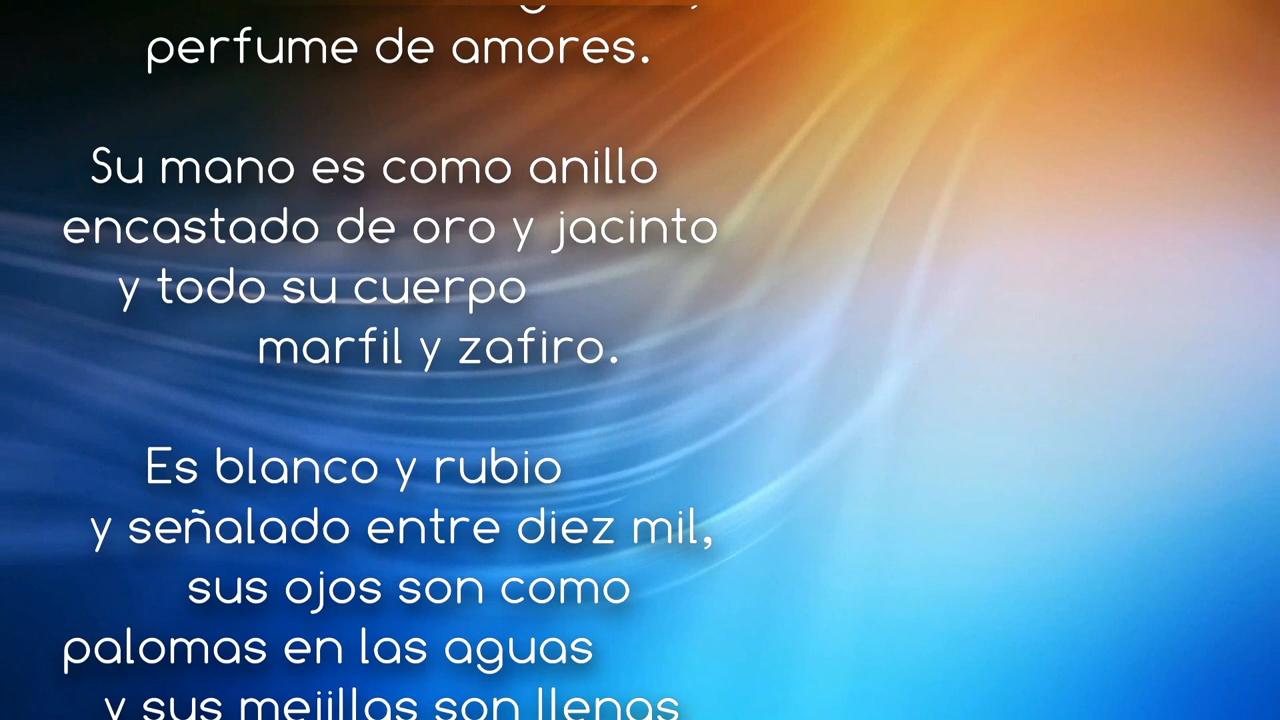 perfume de amores.
Su mano es como anillo
encastado de oro y jacinto
y todo su cuerpo
marfil y zafiro.
Es blanco y rubio
y señalado entre diez mil,
sus ojos son como
palomas en las aguas
y sus mejillas son llenas